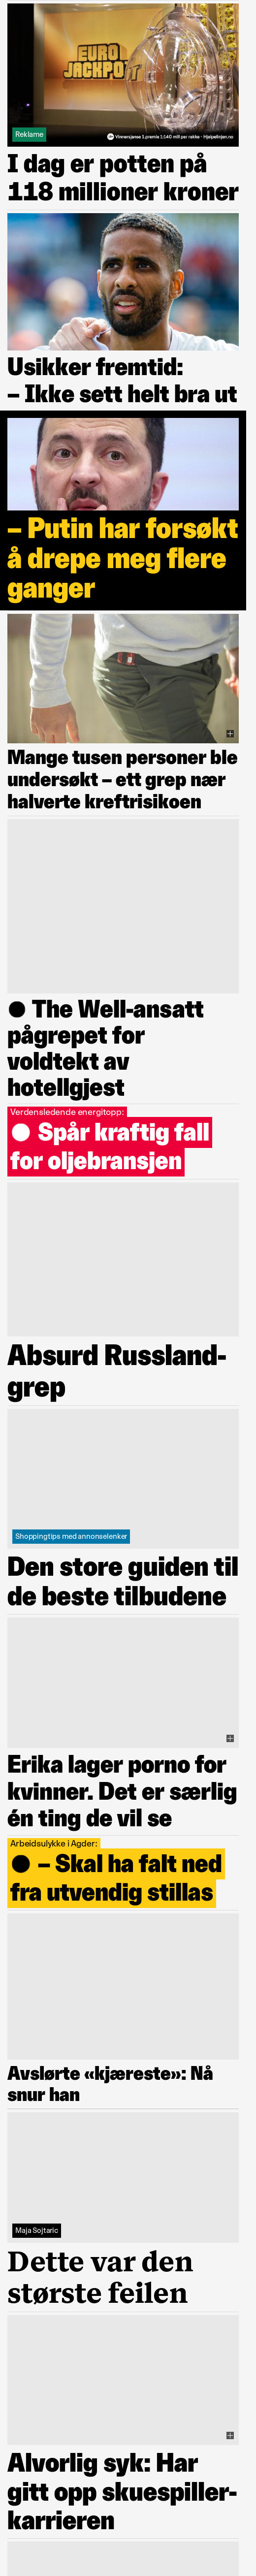 EURO
JACKPOT
Reklame
18+ Vinnersjanse 1.premie 1:140 mill per rekke - Hjelpelinjen.no
I dag er potten på
118 millioner kroner
Usikker fremtid:
– Ikke sett helt bra ut
– Putin har forsøkt
å drepe meg flere
ganger
Mange tusen personer ble
undersøkt – ett grep nær
halverte kreftrisikoen
● The Well-ansatt
pågrepet for
voldtekt av
hotellgjest
Verdensledende energitopp:
● Spår kraftig fall
for oljebransjen
Absurd Russland-
grep
Shoppingtips med annonselenker
Den store guiden til
de beste tilbudene
Erika lager porno for
kvinner. Det er særlig
én ting de vil se
Arbeidsulykke i Agder:
● – Skal ha falt ned
fra utvendig stillas
Avslørte «kjæreste»: Nå
snur han
Maja Sojtaric
Dette var den
største feilen
Alvorlig syk: Har
gitt opp skuespiller-
karrieren